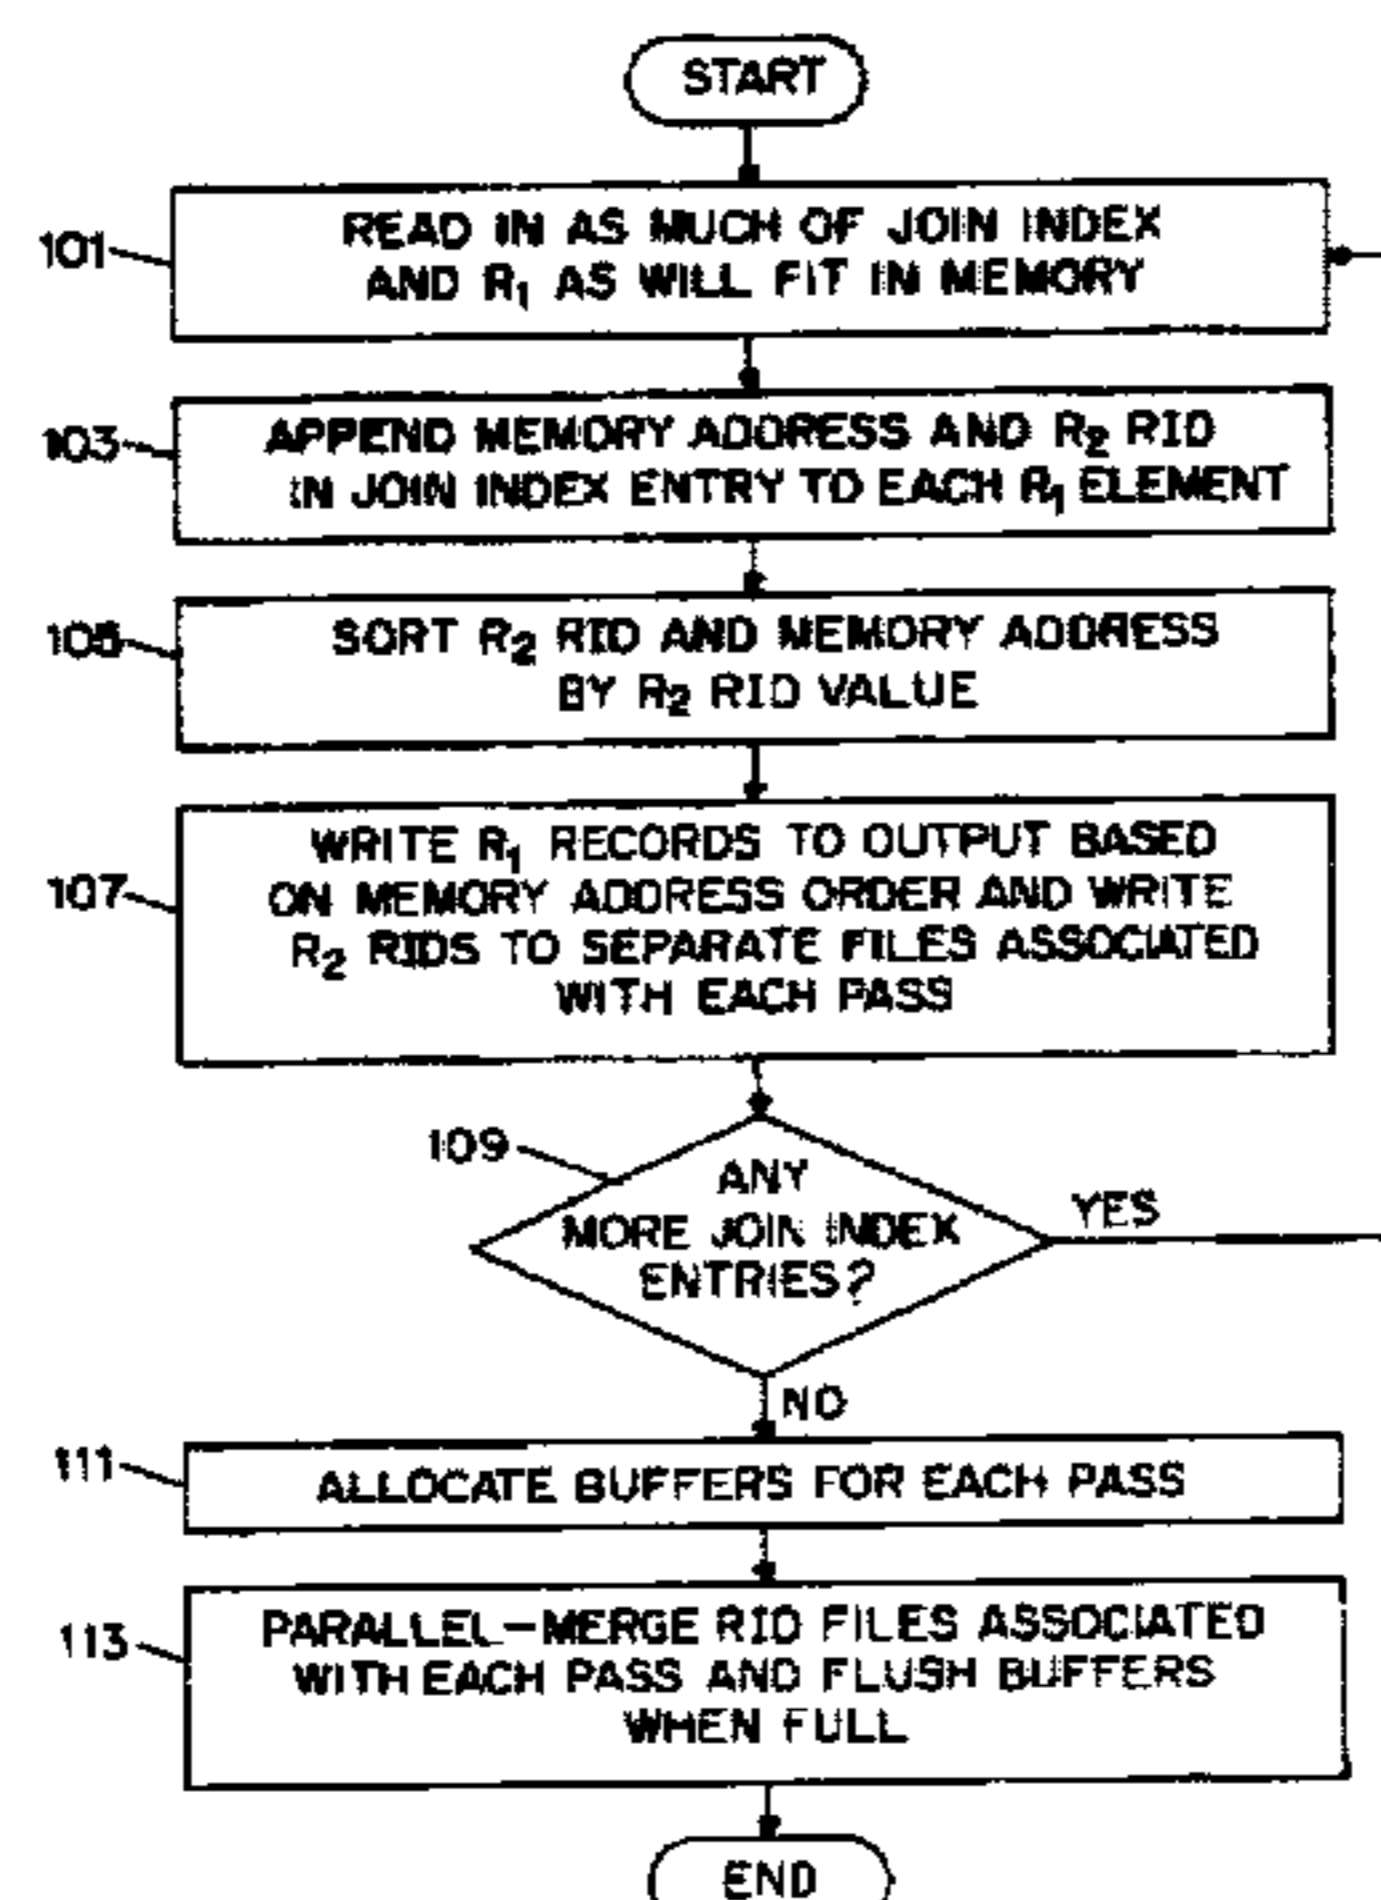 START
101
READ IN AS MUCH OF JOIN INDEX
AND R1 AS WILL FIT IN MEMORY
103
APPEND MEMORY ADDRESS AND R2 RID
IN JOIN INDEX ENTRY TO EACH R1 ELEMENT
105
SORT R2 RID AND MEMORY ADDRESS
BY R2 RID VALUE
107
WRITE R1 RECORDS TO OUTPUT BASED
ON MEMORY ADDRESS ORDER AND WRITE
R2 RIDS TO SEPARATE FILES ASSOCIATED
WITH EACH PASS
109
ANY
MORE JOIN INDEX
ENTRIES?
YES
NO
111
ALLOCATE BUFFERS FOR EACH PASS
113
PARALLEL-MERGE RID FILES ASSOCIATED
WITH EACH PASS AND FLUSH BUFFERS
WHEN FULL
END